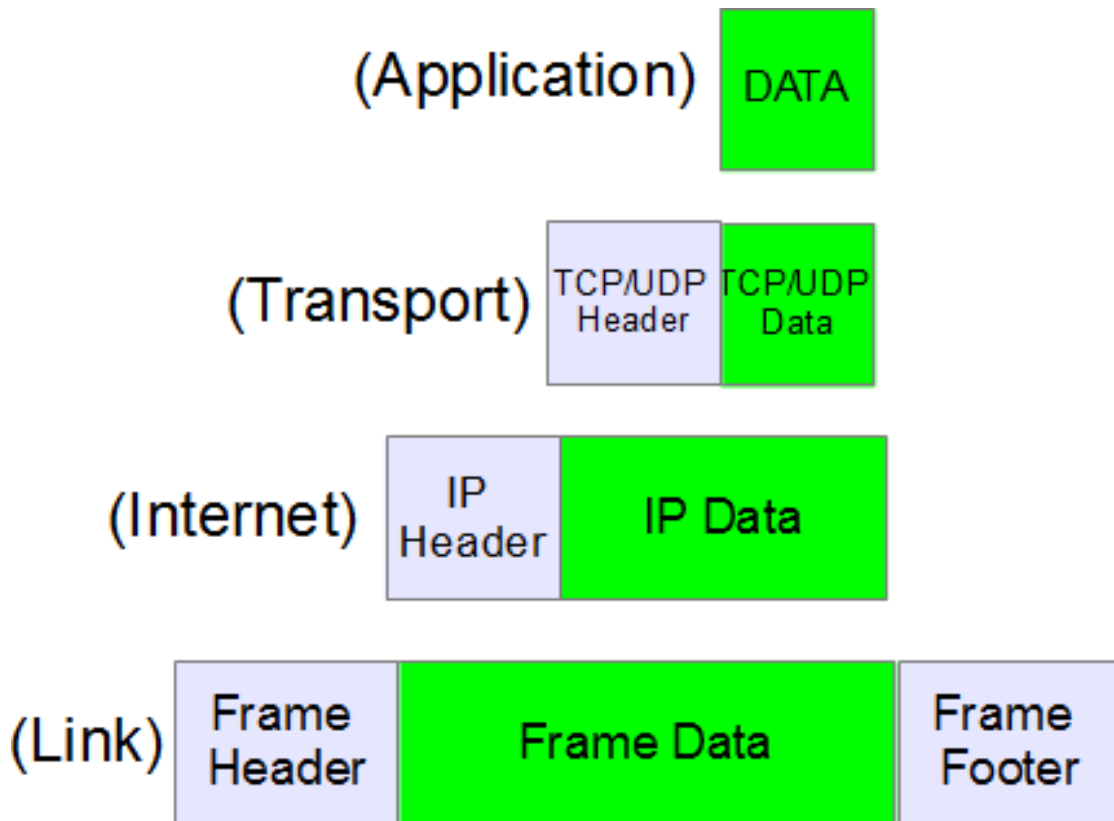 (Application)
DATA
(Transport)
TCP/UDP
Header
TCP/UDP
Data
(Internet)
IP
Header
IP Data
(Link)
Frame
Header
Frame Data
Frame
Footer